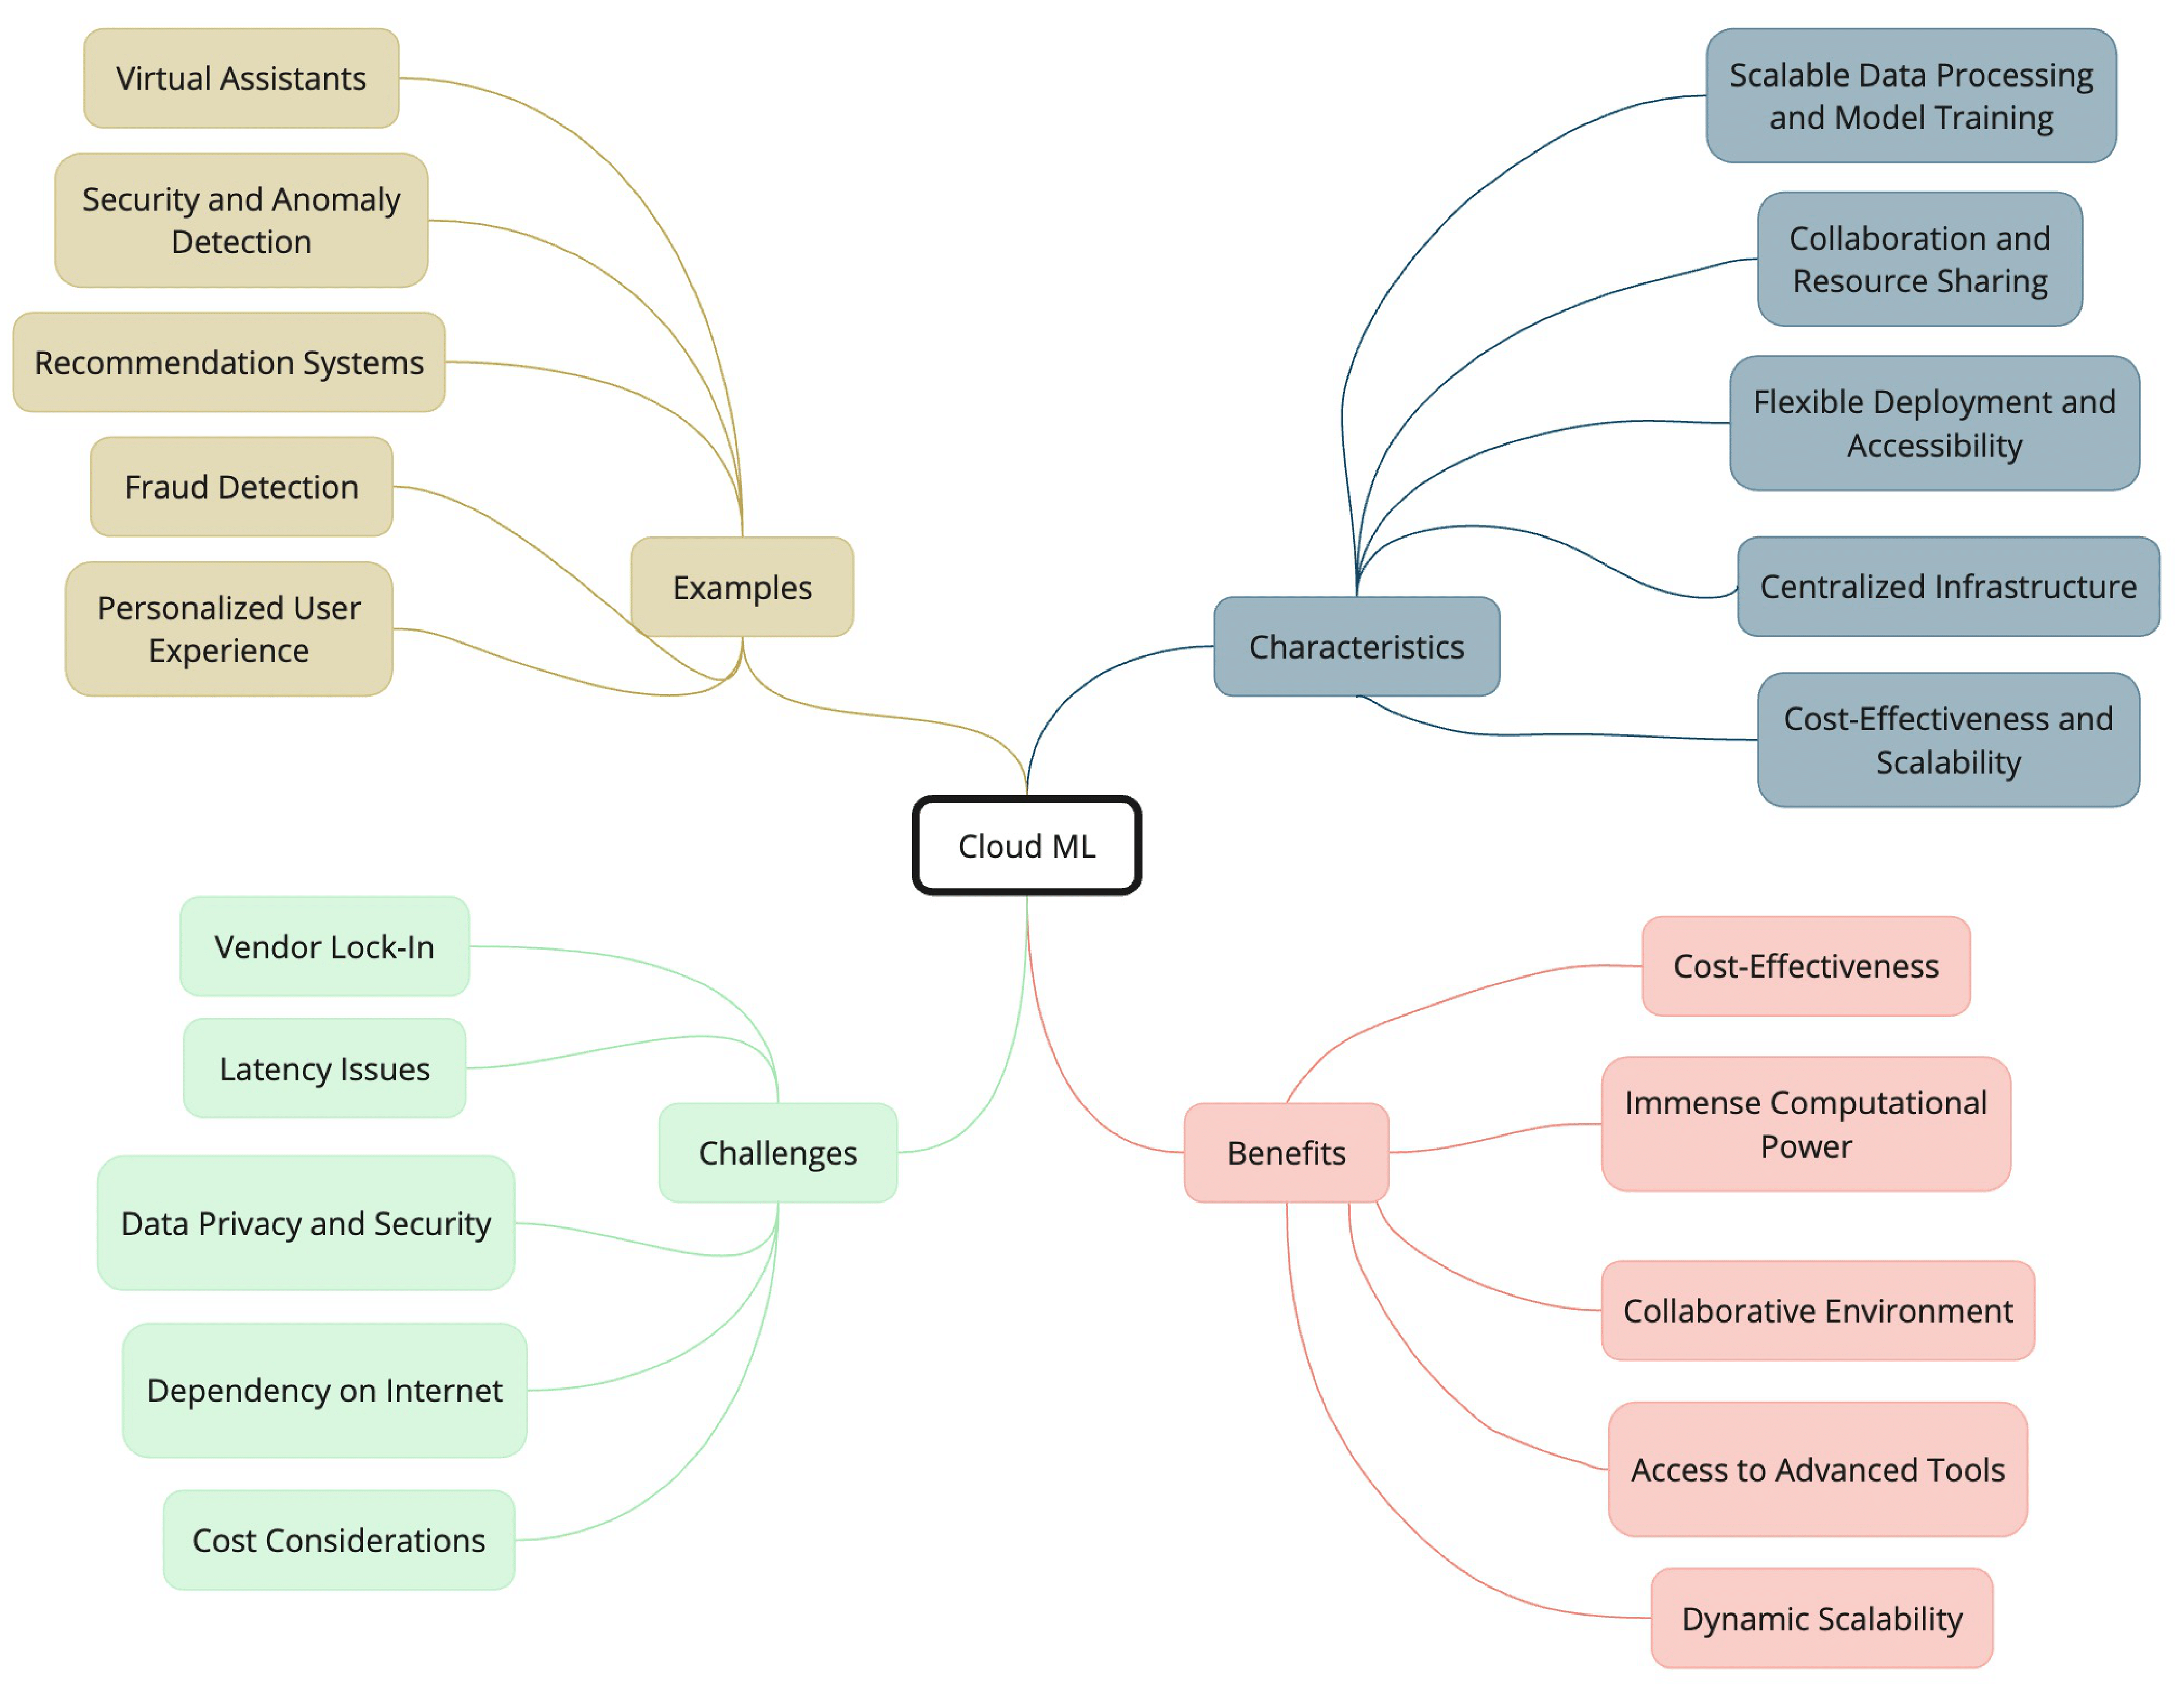 Virtual Assistants
Security and Anomaly
Detection
Recommendation Systems
Fraud Detection
Personalized User
Experience
Examples
Scalable Data Processing
and Model Training
Collaboration and
Resource Sharing
Flexible Deployment and
Accessibility
Centralized Infrastructure
Cost-Effectiveness and
Scalability
Characteristics
Cloud ML
Vendor Lock-In
Latency Issues
Data Privacy and Security
Dependency on Internet
Cost Considerations
Challenges
Benefits
Cost-Effectiveness
Immense Computational
Power
Collaborative Environment
Access to Advanced Tools
Dynamic Scalability